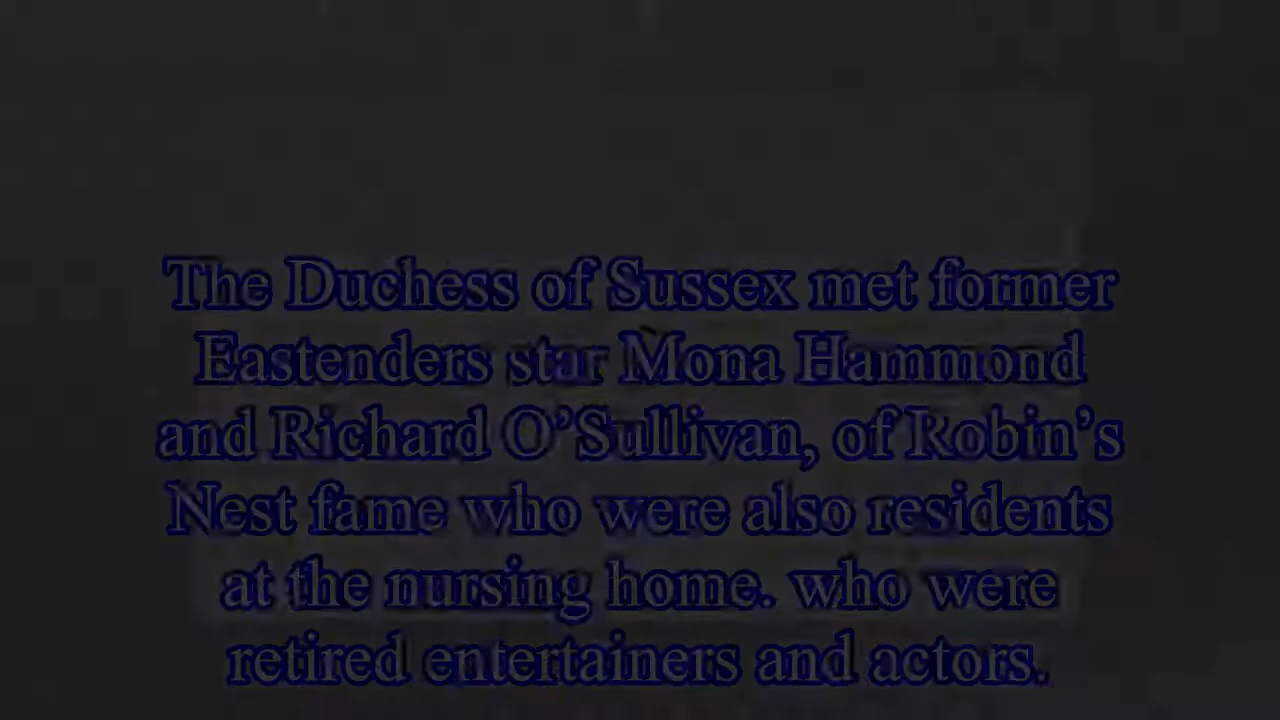 The Duchess of Sussex met former
Eastenders star Mona Hammond
and Richard O’Sullivan, of Robin’s
Nest fame who were also residents
at the nursing home. who were
retired entertainers and actors.